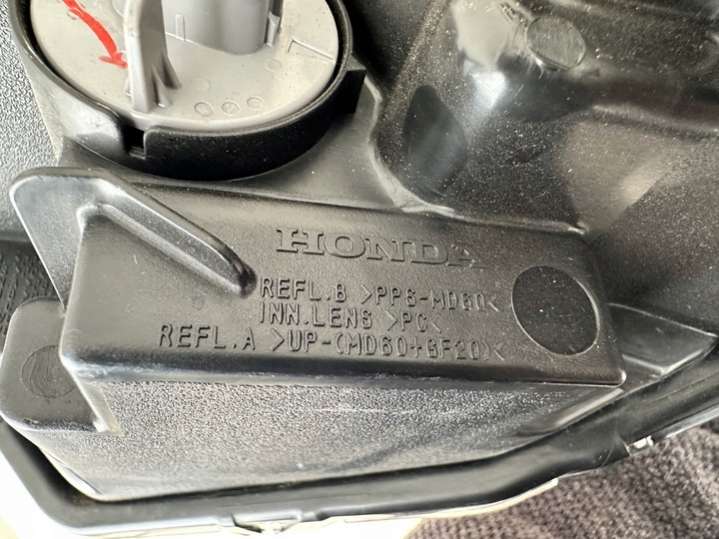 HONDA
REFL.B >PPS-MD60<
INN.LENS >PC<
REFL.A >UP-(MD60+GF20)<